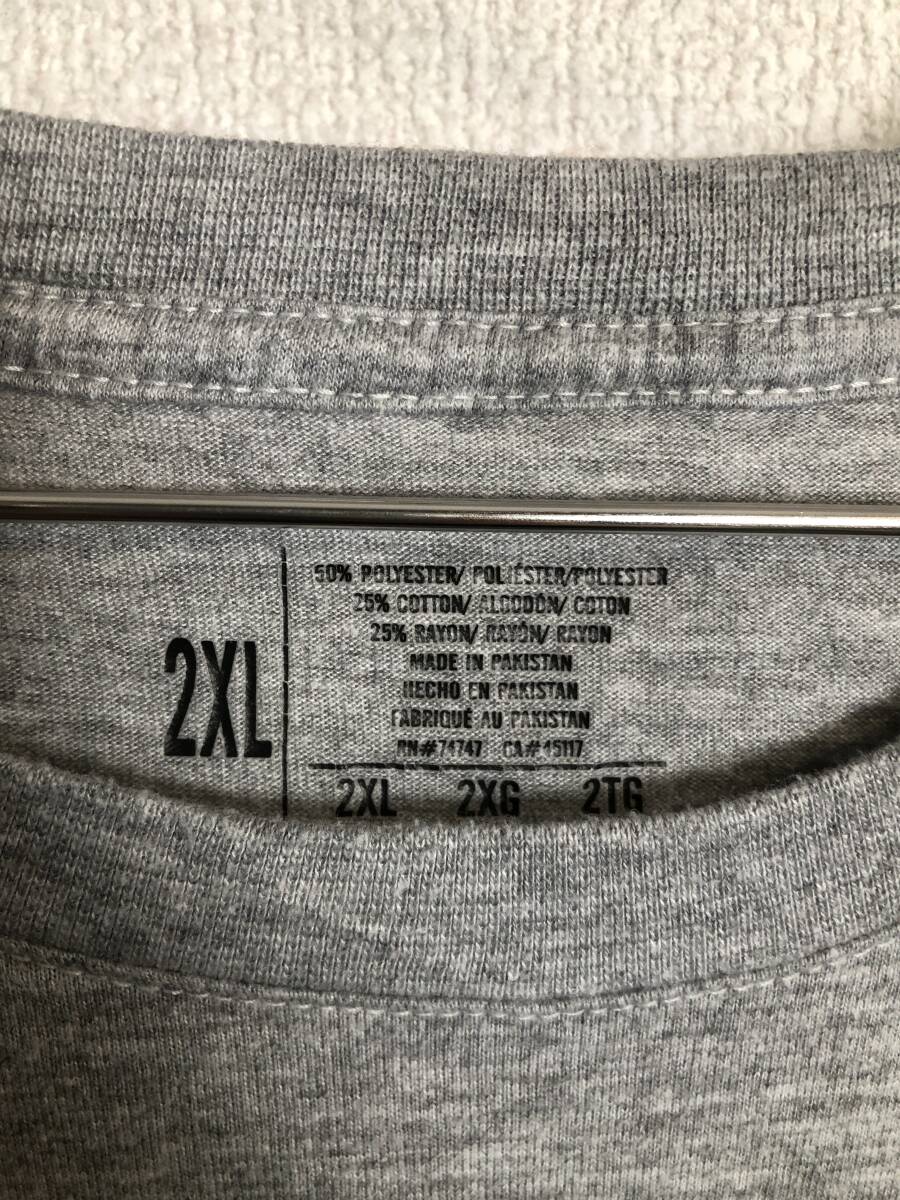 2XL
50% POLYESTER/ POLIÉSTER/POLYESTER
25% COTTON/ ALGODÓN/ COTON
25% RAYON/ RAYÓN/ RAYON
MADE IN PAKISTAN
HECHO EN PAKISTAN
FABRIQUÉ AU PAKISTAN
RN#74747 CA#45117
2XL 2XG 2TG